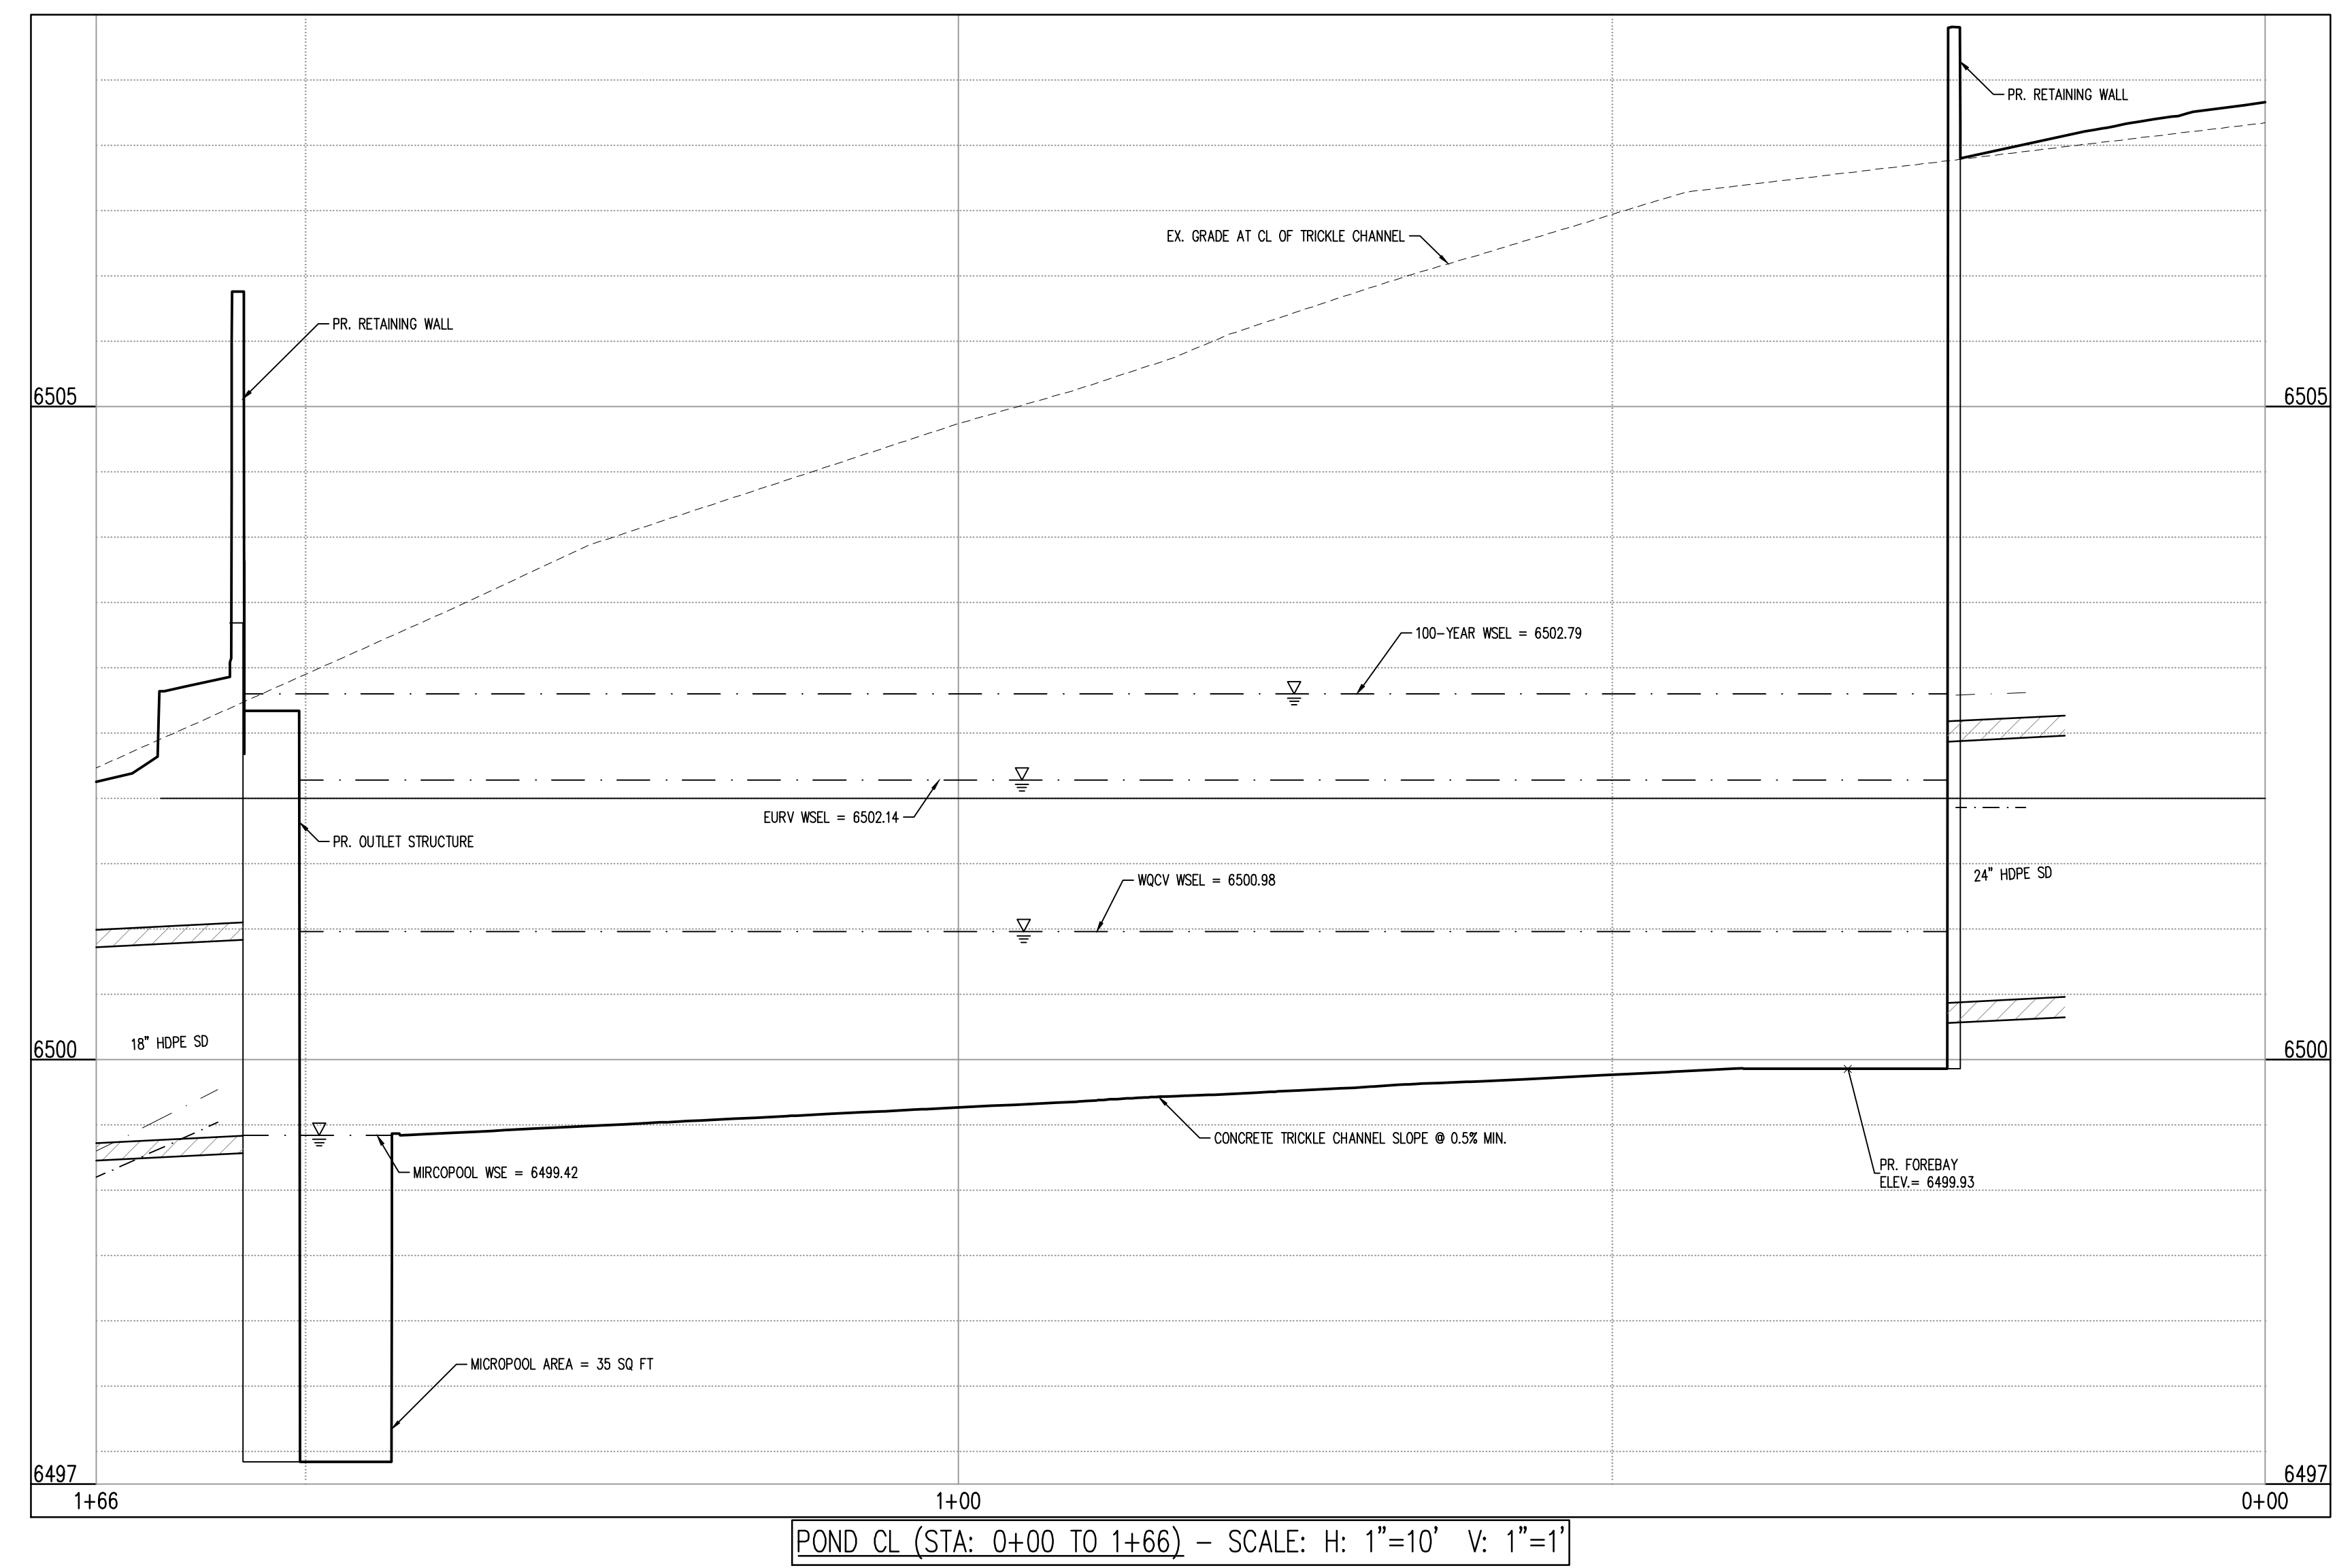 PR. RETAINING WALL
EX. GRADE AT CL OF TRICKLE CHANNEL
PR. RETAINING WALL
6505
6505
100-YEAR WSEL = 6502.79
EURV WSEL = 6502.14
PR. OUTLET STRUCTURE
WQCV WSEL = 6500.98
24" HDPE SD
18" HDPE SD
6500
6500
CONCRETE TRICKLE CHANNEL SLOPE @ 0.5% MIN.
MIRCOPOOL WSE = 6499.42
PR. FOREBAY
ELEV.= 6499.93
MICROPOOL AREA = 35 SQ FT
6497
6497
1+66
1+00
0+00
POND CL (STA: 0+00 TO 1+66) – SCALE: H: 1"=10' V: 1"=1'